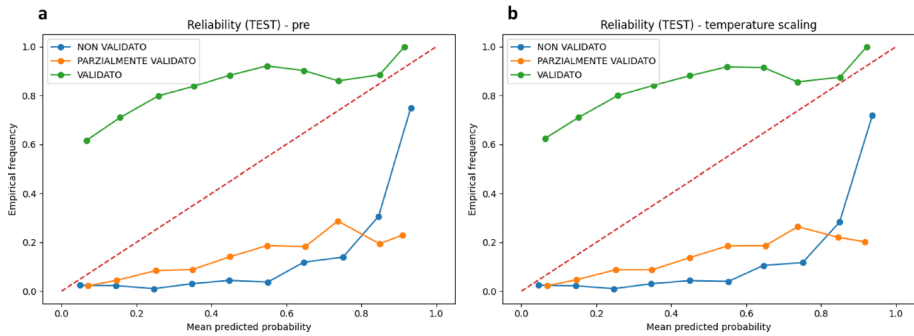 a
Reliability (TEST) - pre
NON VALIDATO
PARZIALMENTE VALIDATO
VALIDATO
1.0
0.8
0.6
0.4
0.2
0.0
Empirical frequency
0.0 0.2 0.4 0.6 0.8 1.0
Mean predicted probability
b
Reliability (TEST) - temperature scaling
NON VALIDATO
PARZIALMENTE VALIDATO
VALIDATO
1.0
0.8
0.6
0.4
0.2
0.0
Empirical frequency
0.0 0.2 0.4 0.6 0.8 1.0
Mean predicted probability